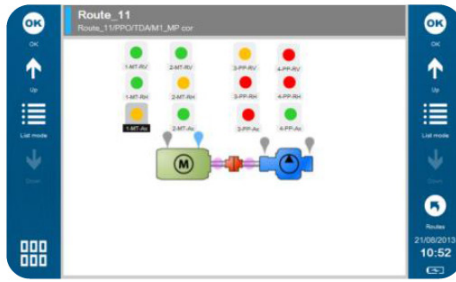 OK
OK
Up
List mode
Down
Route_11
Route_11/PPO/TDA/M1_MP cor
1-MT-RV
2-MT-RV
3-PP-RV
4-PP-RV
1-MT-RH
2-MT-RH
3-PP-RH
4-PP-RH
1-MT-Ax
2-MT-Ax
3-PP-Ax
4-PP-Ax
M
OK
OK
Up
Down
Routes
21/08/2013
10:52